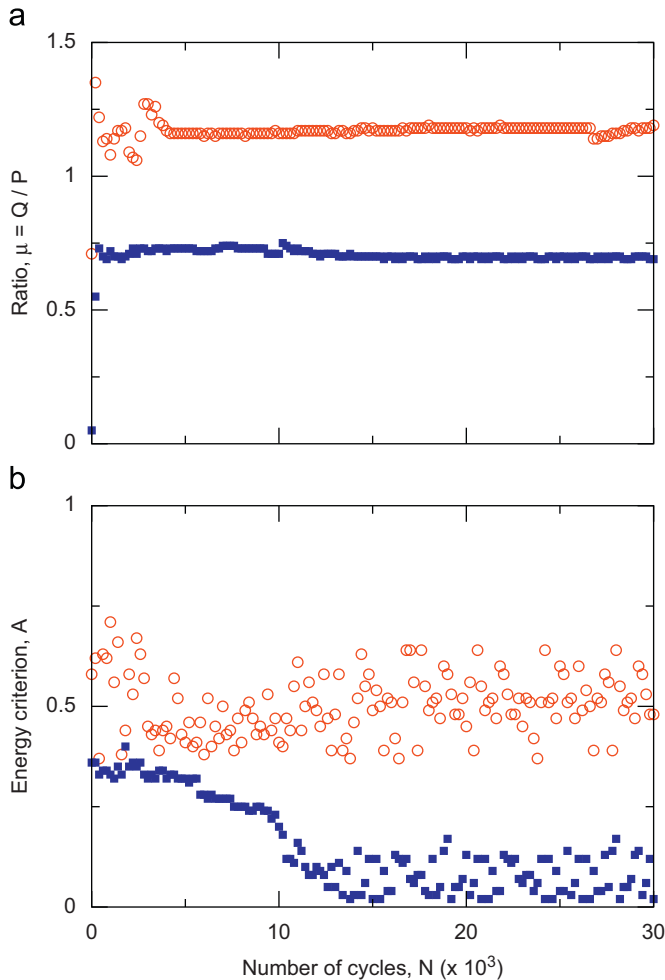 a
1.5
1
0.5
0
Ratio, μ = Q / P
b
1
0.5
0
Energy criterion, A
0 10 20 30
Number of cycles, N (x 10³)